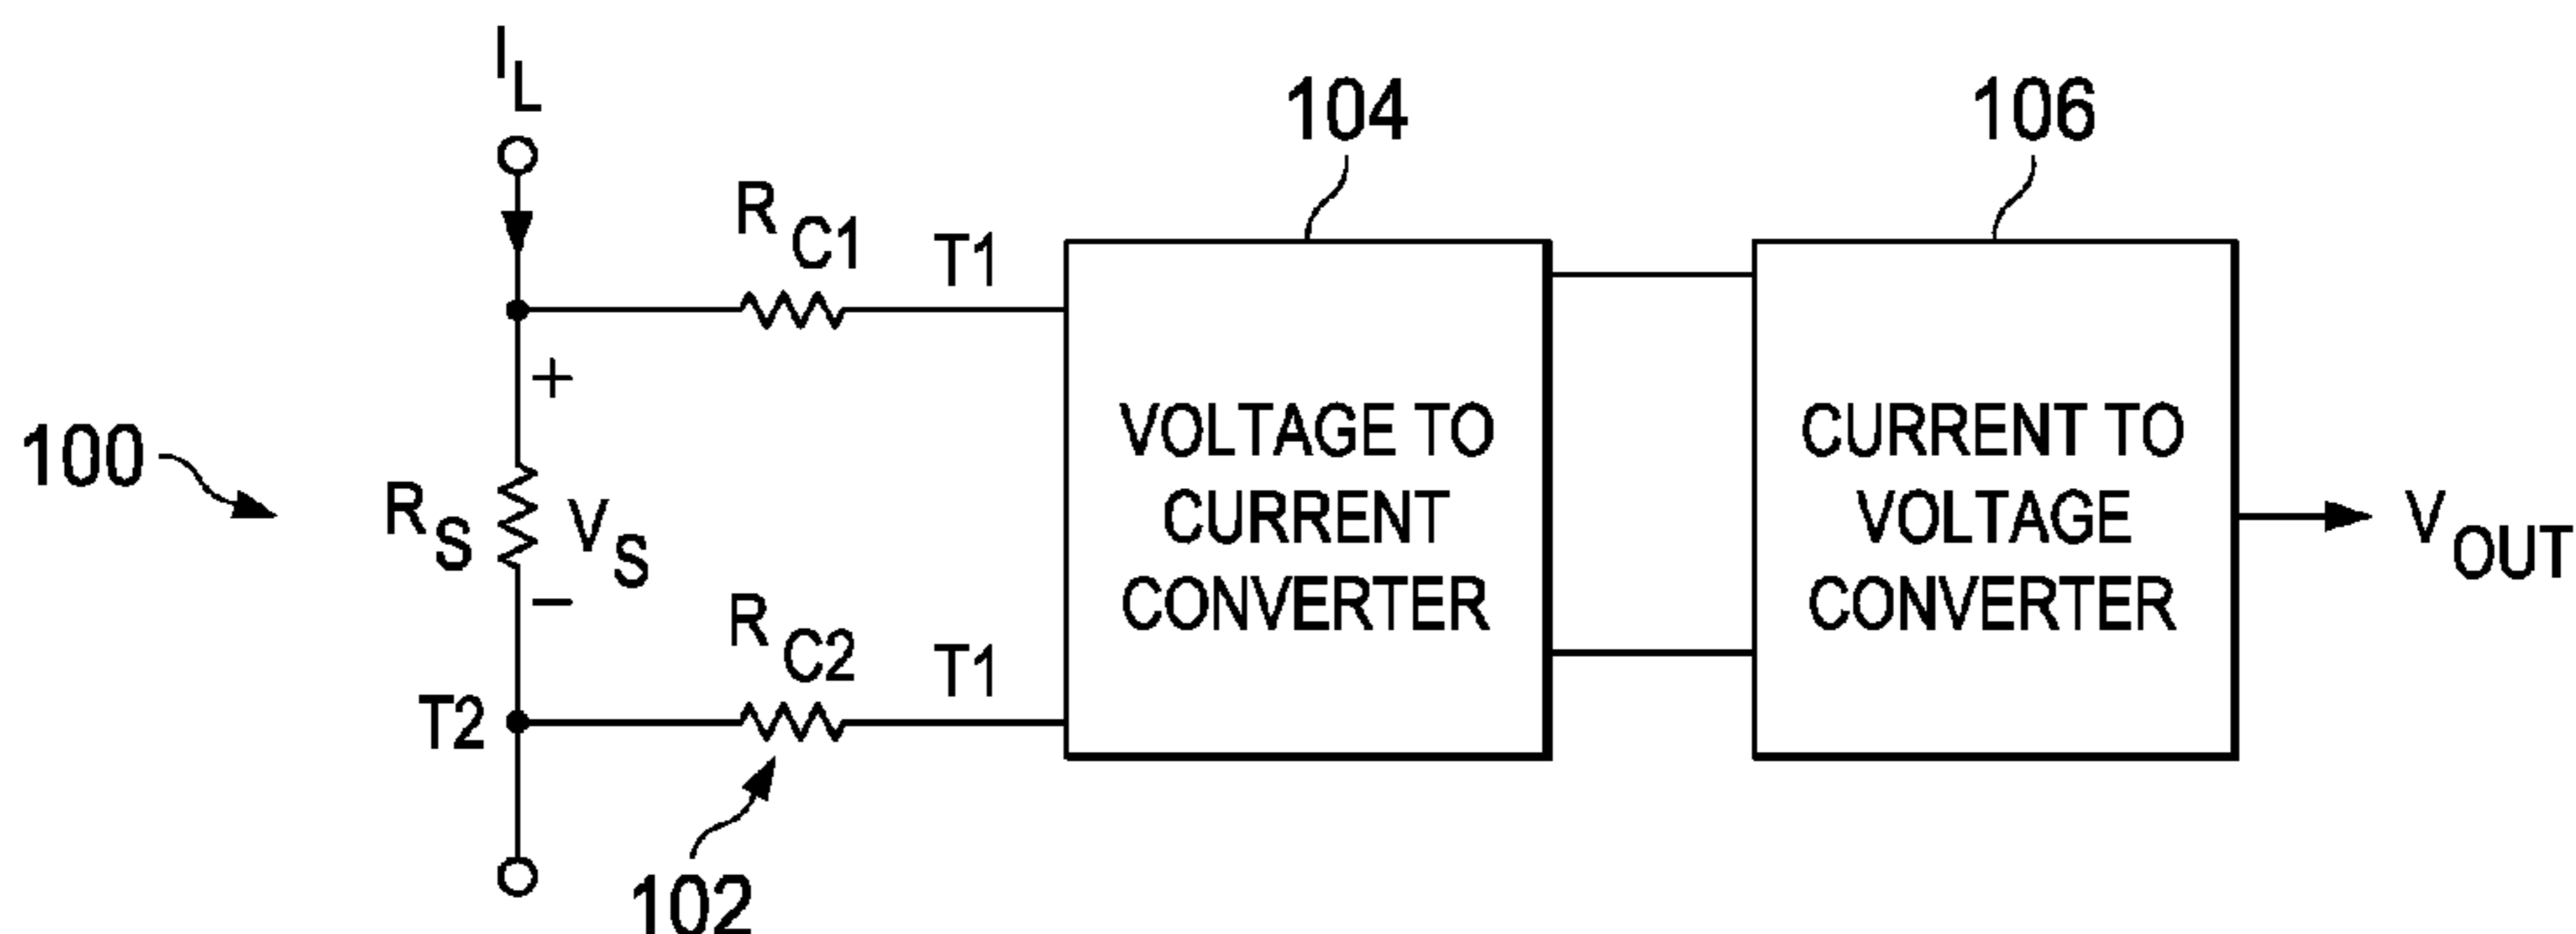 I_L
104
106
R_C1
T1
+
100
R_S
V_S
VOLTAGE TO
CURRENT
CONVERTER
CURRENT TO
VOLTAGE
CONVERTER
V_OUT
−
R_C2
T1
T2
102